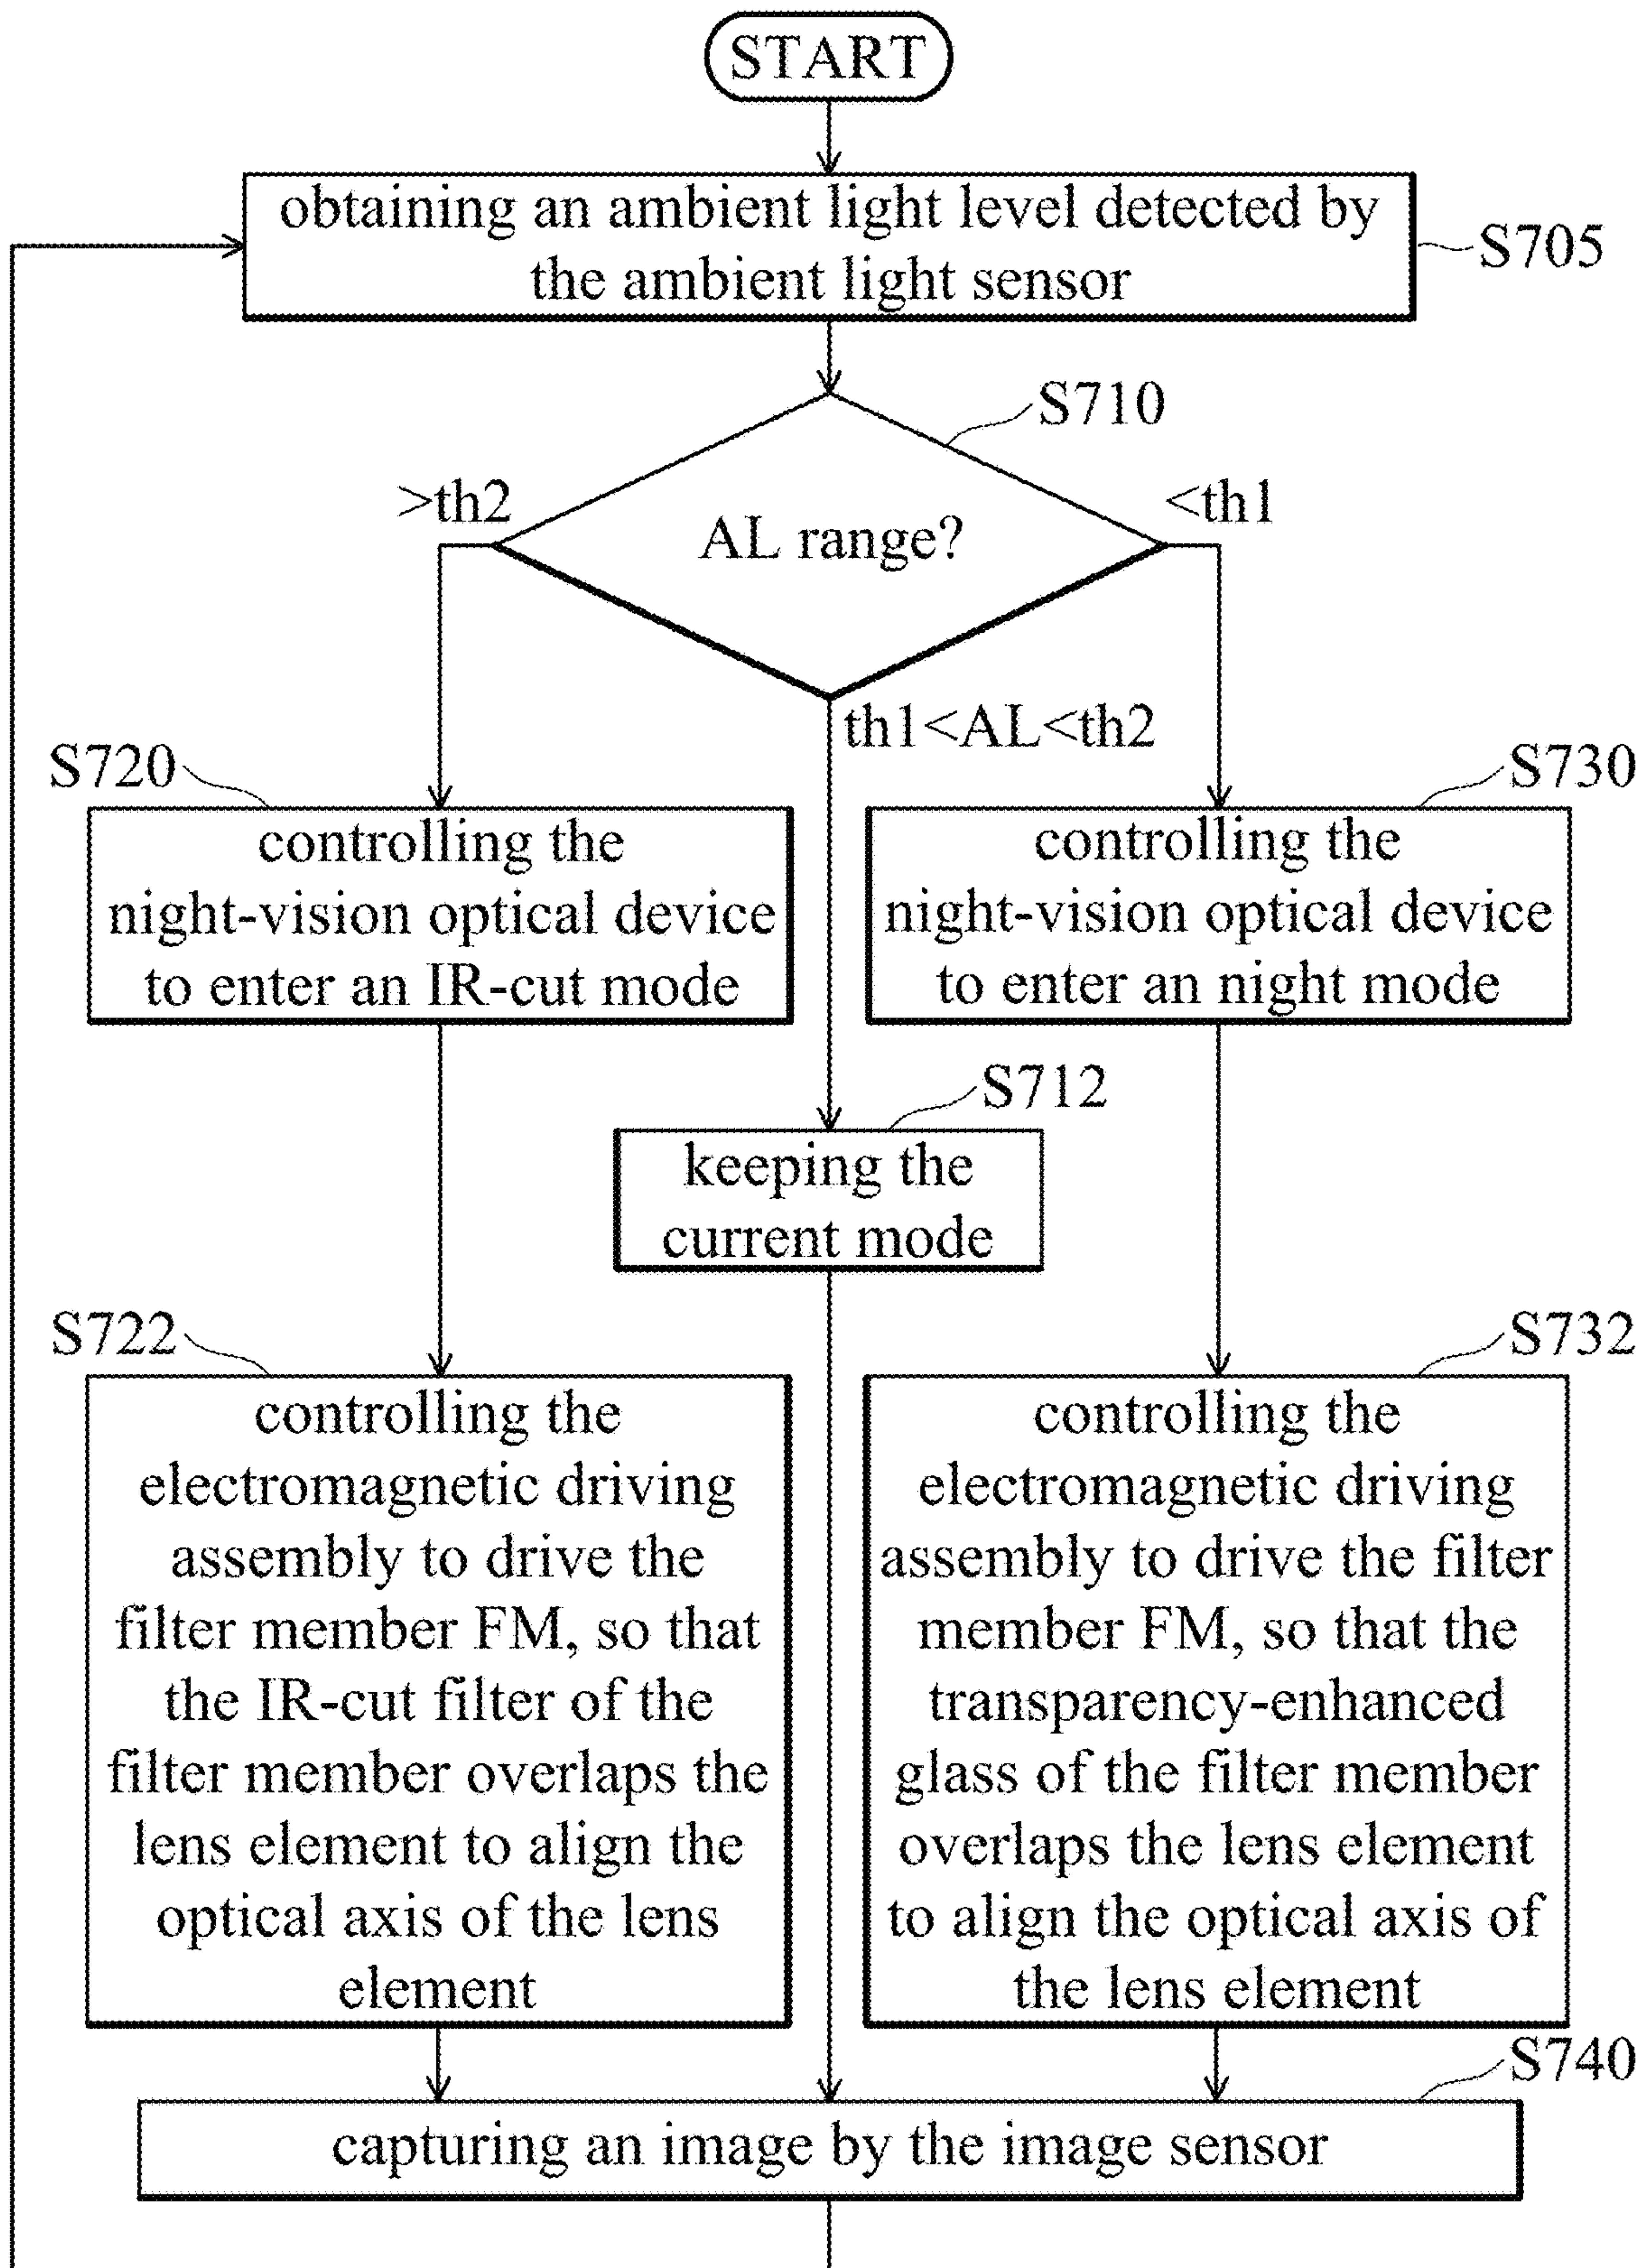 START
obtaining an ambient light level detected by
the ambient light sensor
S705
S710
>th2
AL range?
<th1
th1<AL<th2
S720
controlling the
night-vision optical device
to enter an IR-cut mode
S730
controlling the
night-vision optical device
to enter an night mode
S712
keeping the
current mode
S722
controlling the
electromagnetic driving
assembly to drive the
filter member FM, so that
the IR-cut filter of the
filter member overlaps the
lens element to align the
optical axis of the lens
element
S732
controlling the
electromagnetic driving
assembly to drive the filter
member FM, so that the
transparency-enhanced
glass of the filter member
overlaps the lens element
to align the optical axis of
the lens element
S740
capturing an image by the image sensor